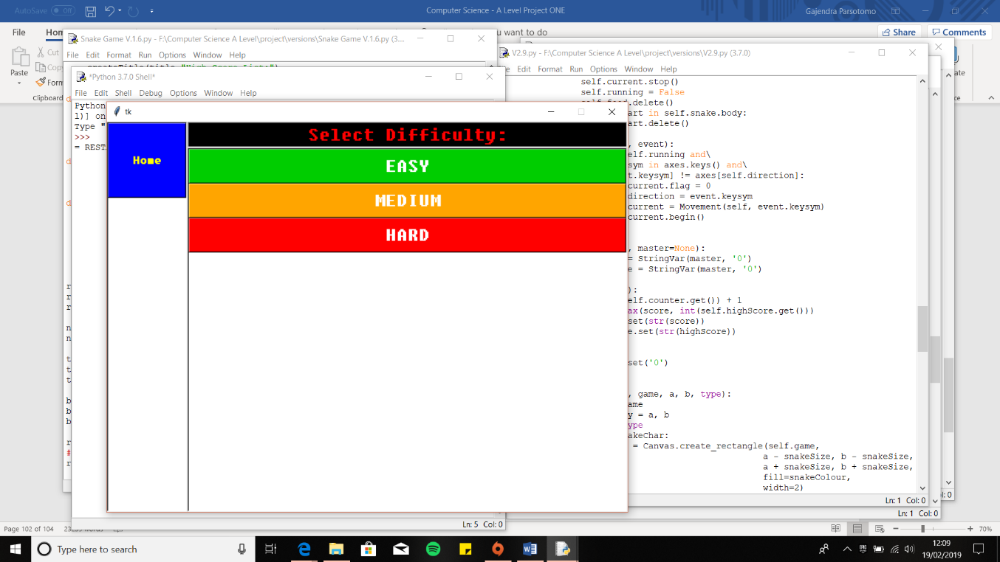 AutoSave Off
Computer Science - A Level Project ONE
Gajendra Parsotomo
File
Hom
u want to do
Share
Comments
Paste
Cut
Copy
Form
Clipboard
Snake Game V.1.6.py - F:\Computer Science A Level\project\versions\Snake Game V.1.6.py (3....
File Edit Format Run Options Window Help
*Python 3.7.0 Shell*
File Edit Shell Debug Options Window Help
Python
l)] on
Type "
>>>
= REST
tk
Home
Select Difficulty:
EASY
MEDIUM
HARD
Ln: 5 Col: 0
V2.9.py - F:\Computer Science A Level\project\versions\V2.9.py (3.7.0)
e Edit Format Run Options Window Help
self.current.stop()
self.running = False
.delete()
art in self.snake.body:
art.delete()
, event):
elf.running and\
sym in axes.keys() and\
t.keysym] != axes[self.direction]:
current.flag = 0
direction = event.keysym
current = Movement(self, event.keysym)
current.begin()
, master=None):
= StringVar(master, '0')
e = StringVar(master, '0')
):
elf.counter.get()) + 1
ax(score, int(self.highScore.get()))
set(str(score))
e.set(str(highScore))
set('0')
, game, a, b, type):
ame
y = a, b
ype
akeChar:
= Canvas.create_rectangle(self.game,
a - snakeSize, b - snakeSize,
a + snakeSize, b + snakeSize,
fill=snakeColour,
width=2)
Ln: 1 Col: 0
Ln: 1 Col: 0
l: 0
Page 102 of 104
70%
Type here to search
12:09
19/02/2019